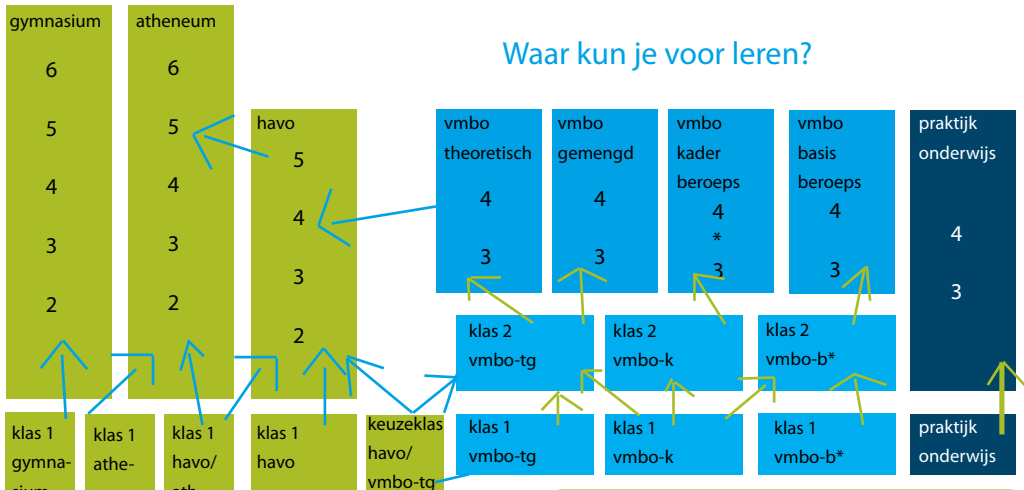 Waar kun je voor leren?
gymnasium
6
5
4
3
2
atheneum
6
5
4
3
2
havo
5
4
3
2
vmbo
theoretisch
4
3
vmbo
gemengd
4
3
vmbo
kader
beroeps
4
*
3
vmbo
basis
beroeps
4
3
praktijk
onderwijs
4
3
klas 2
vmbo-tg
klas 2
vmbo-k
klas 2
vmbo-b*
klas 1
gymna-
sium
klas 1
athe-
klas 1
havo/
ath
klas 1
havo
keuzeklas
havo/
vmbo-tg
klas 1
vmbo-tg
klas 1
vmbo-k
klas 1
vmbo-b*
praktijk
onderwijs